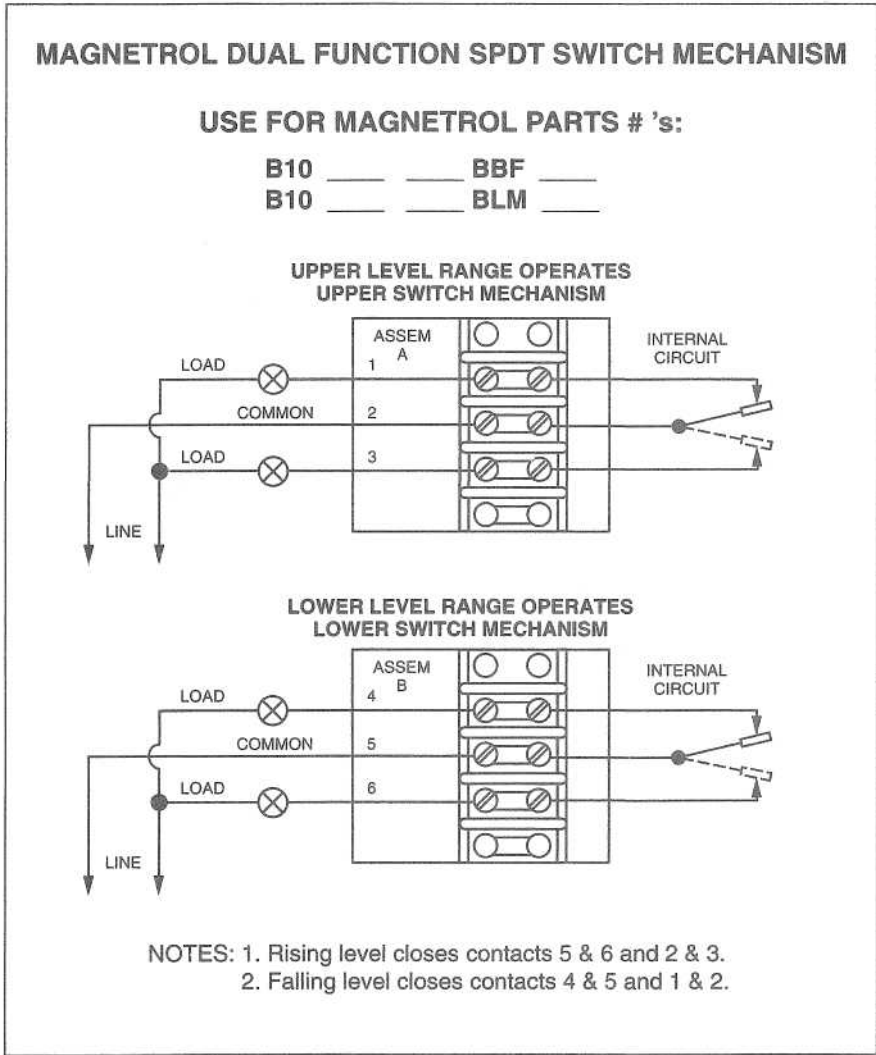 MAGNETROL DUAL FUNCTION SPDT SWITCH MECHANISM
USE FOR MAGNETROL PARTS # 's:
B10 ____ ____ BBF ____
B10 ____ ____ BLM ____
UPPER LEVEL RANGE OPERATES
UPPER SWITCH MECHANISM
ASSEM
A
INTERNAL
CIRCUIT
LOAD
1
COMMON
2
LOAD
3
LINE
LOWER LEVEL RANGE OPERATES
LOWER SWITCH MECHANISM
ASSEM
B
INTERNAL
CIRCUIT
LOAD
4
COMMON
5
LOAD
6
LINE
NOTES: 1. Rising level closes contacts 5 & 6 and 2 & 3.
2. Falling level closes contacts 4 & 5 and 1 & 2.